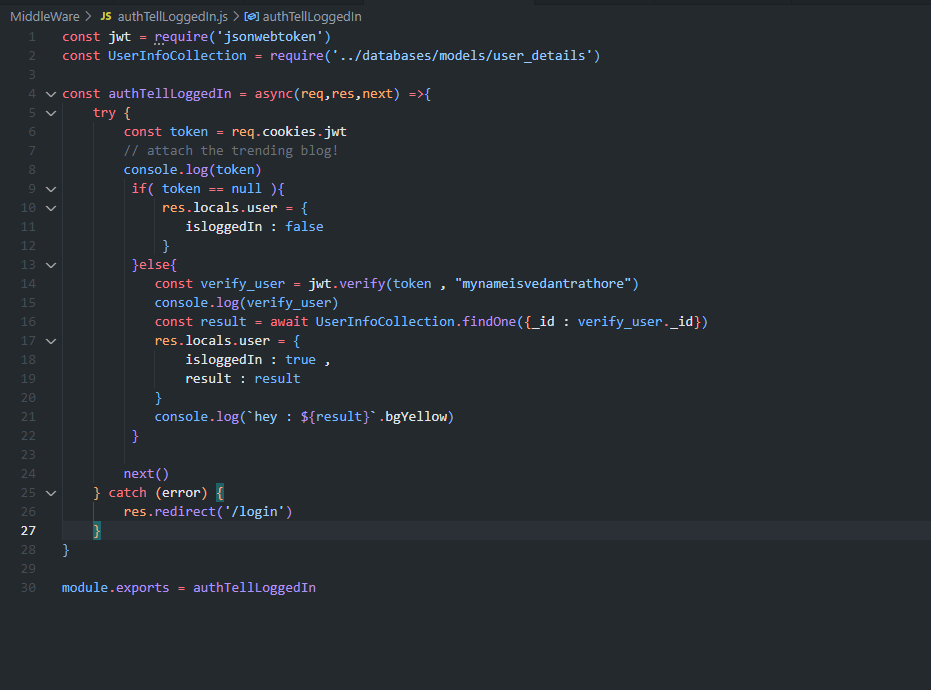 MiddleWare > JS authTellLoggedIn.js > authTellLoggedIn
1 const jwt = require('jsonwebtoken')
2 const UserInfoCollection = require('../databases/models/user_details')
3
4 const authTellLoggedIn = async(req,res,next) =>{
5 try {
6 const token = req.cookies.jwt
7 // attach the trending blog!
8 console.log(token)
9 if( token == null ){
10 res.locals.user = {
11 isloggedIn : false
12 }
13 }else{
14 const verify_user = jwt.verify(token , "mynameisvedantrathore")
15 console.log(verify_user)
16 const result = await UserInfoCollection.findOne({_id : verify_user._id})
17 res.locals.user = {
18 isloggedIn : true ,
19 result : result
20 }
21 console.log(`hey : ${result}`.bgYellow)
22 }
23
24 next()
25 } catch (error) {
26 res.redirect('/login')
27 }
28 }
29
30 module.exports = authTellLoggedIn